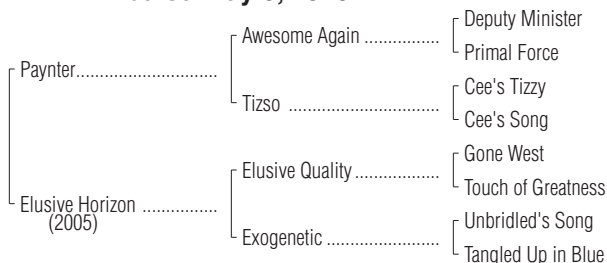 Deputy Minister
Awesome Again ................
Primal Force
Paynter..............................
Cee's Tizzy
Tizso ................................
Cee's Song
Gone West
Elusive Quality ..................
Touch of Greatness
Elusive Horizon ................
(2005)
Unbridled's Song
Exogenetic ........................
Tangled Up in Blue